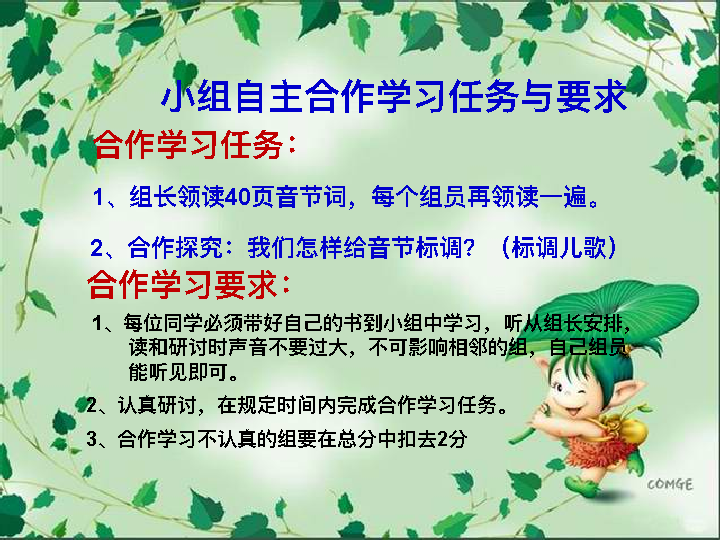 小组自主合作学习任务与要求
合作学习任务：
1、组长领读40页音节词，每个组员再领读一遍。
2、合作探究：我们怎样给音节标调？（标调儿歌）
合作学习要求：
1、每位同学必须带好自己的书到小组中学习，听从组长安排，
读和研讨时声音不要过大，不可影响相邻的组，自己组员
能听见即可。
2、认真研讨，在规定时间内完成合作学习任务。
3、合作学习不认真的组要在总分中扣去2分
COMGE